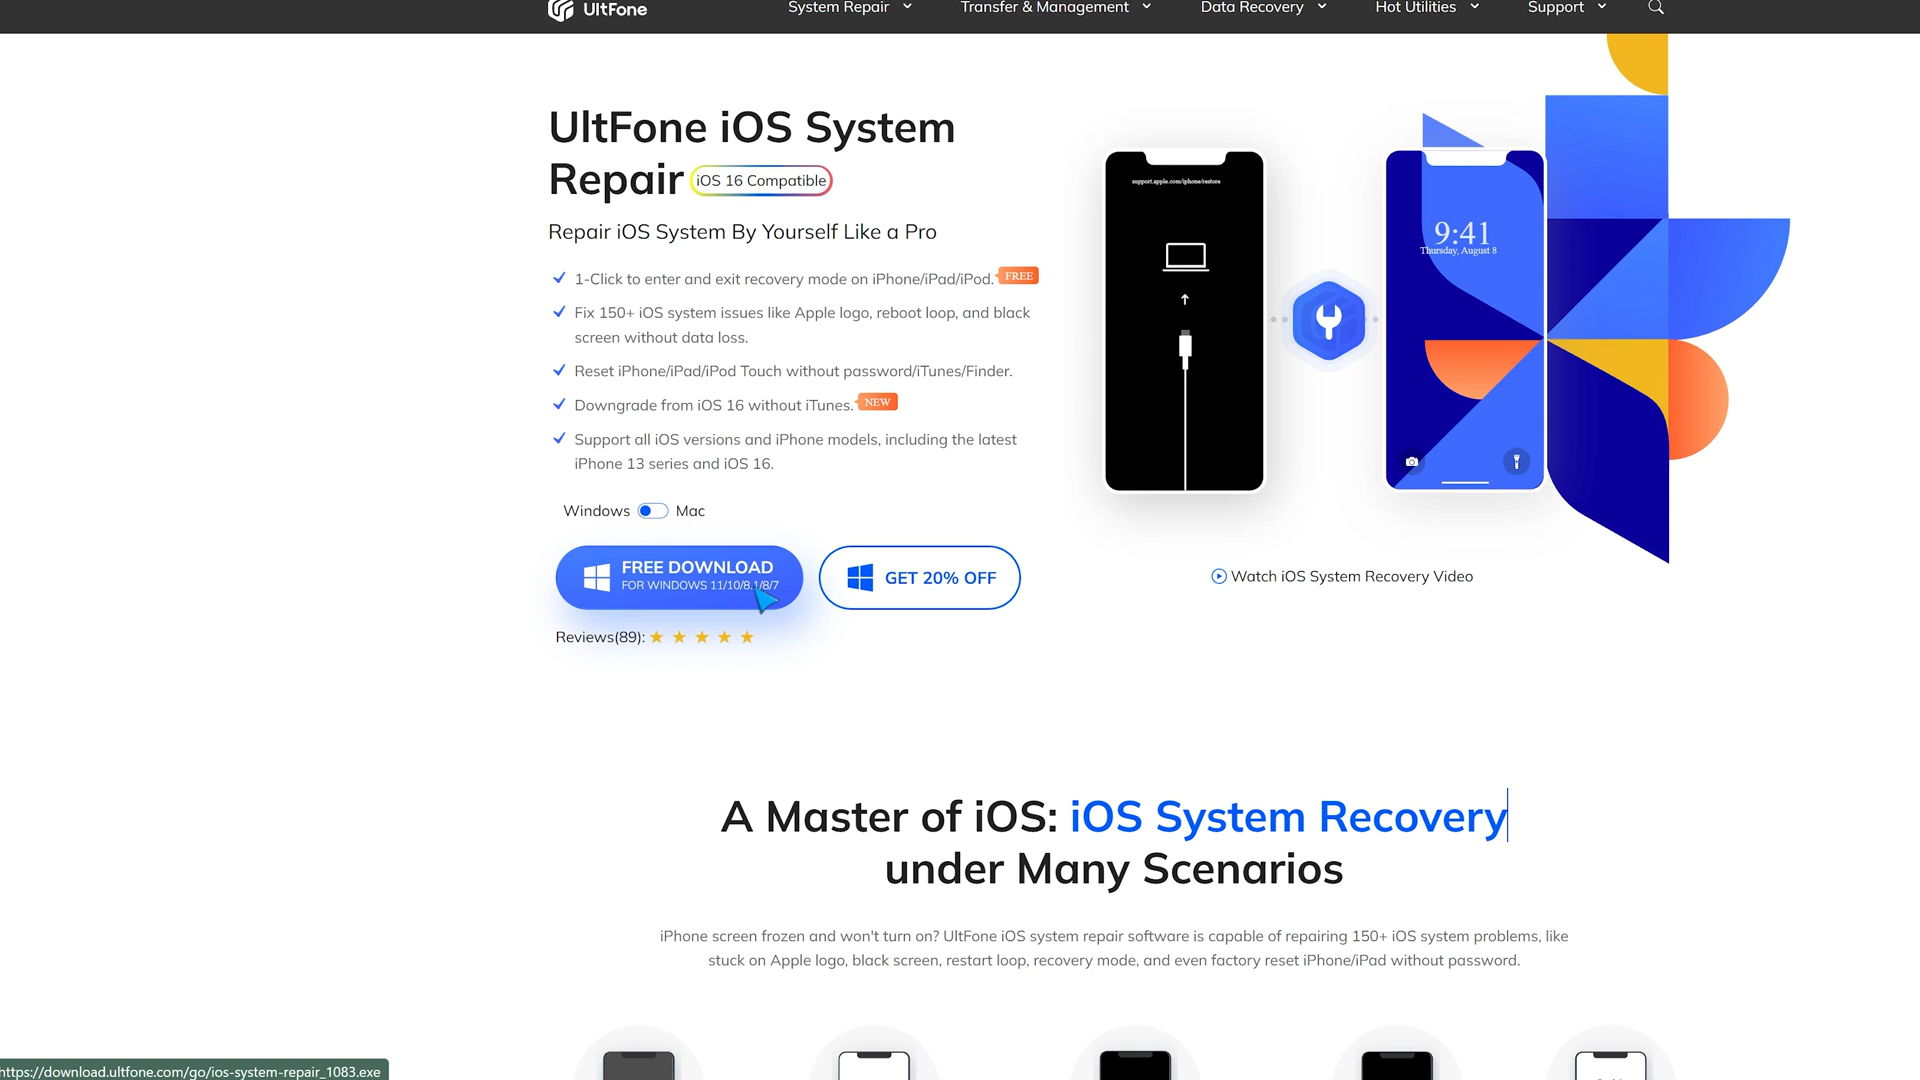 UltFone
System Repair
Transfer & Management
Data Recovery
Hot Utilities
Support
UltFone iOS System
Repair
iOS 16 Compatible
Repair iOS System By Yourself Like a Pro
1-Click to enter and exit recovery mode on iPhone/iPad/iPod. FREE
Fix 150+ iOS system issues like Apple logo, reboot loop, and black
screen without data loss.
Reset iPhone/iPad/iPod Touch without password/iTunes/Finder.
Downgrade from iOS 16 without iTunes. NEW
Support all iOS versions and iPhone models, including the latest
iPhone 13 series and iOS 16.
Windows
Mac
FREE DOWNLOAD
FOR WINDOWS 11/10/8.1/8/7
GET 20% OFF
Reviews(89):
support.apple.com/iphone/restore
9:41
Thursday, August 8
Watch iOS System Recovery Video
A Master of iOS: iOS System Recovery
under Many Scenarios
iPhone screen frozen and won't turn on? UltFone iOS system repair software is capable of repairing 150+ iOS system problems, like
stuck on Apple logo, black screen, restart loop, recovery mode, and even factory reset iPhone/iPad without password.
https://download.ultfone.com/go/ios-system-repair_1083.exe